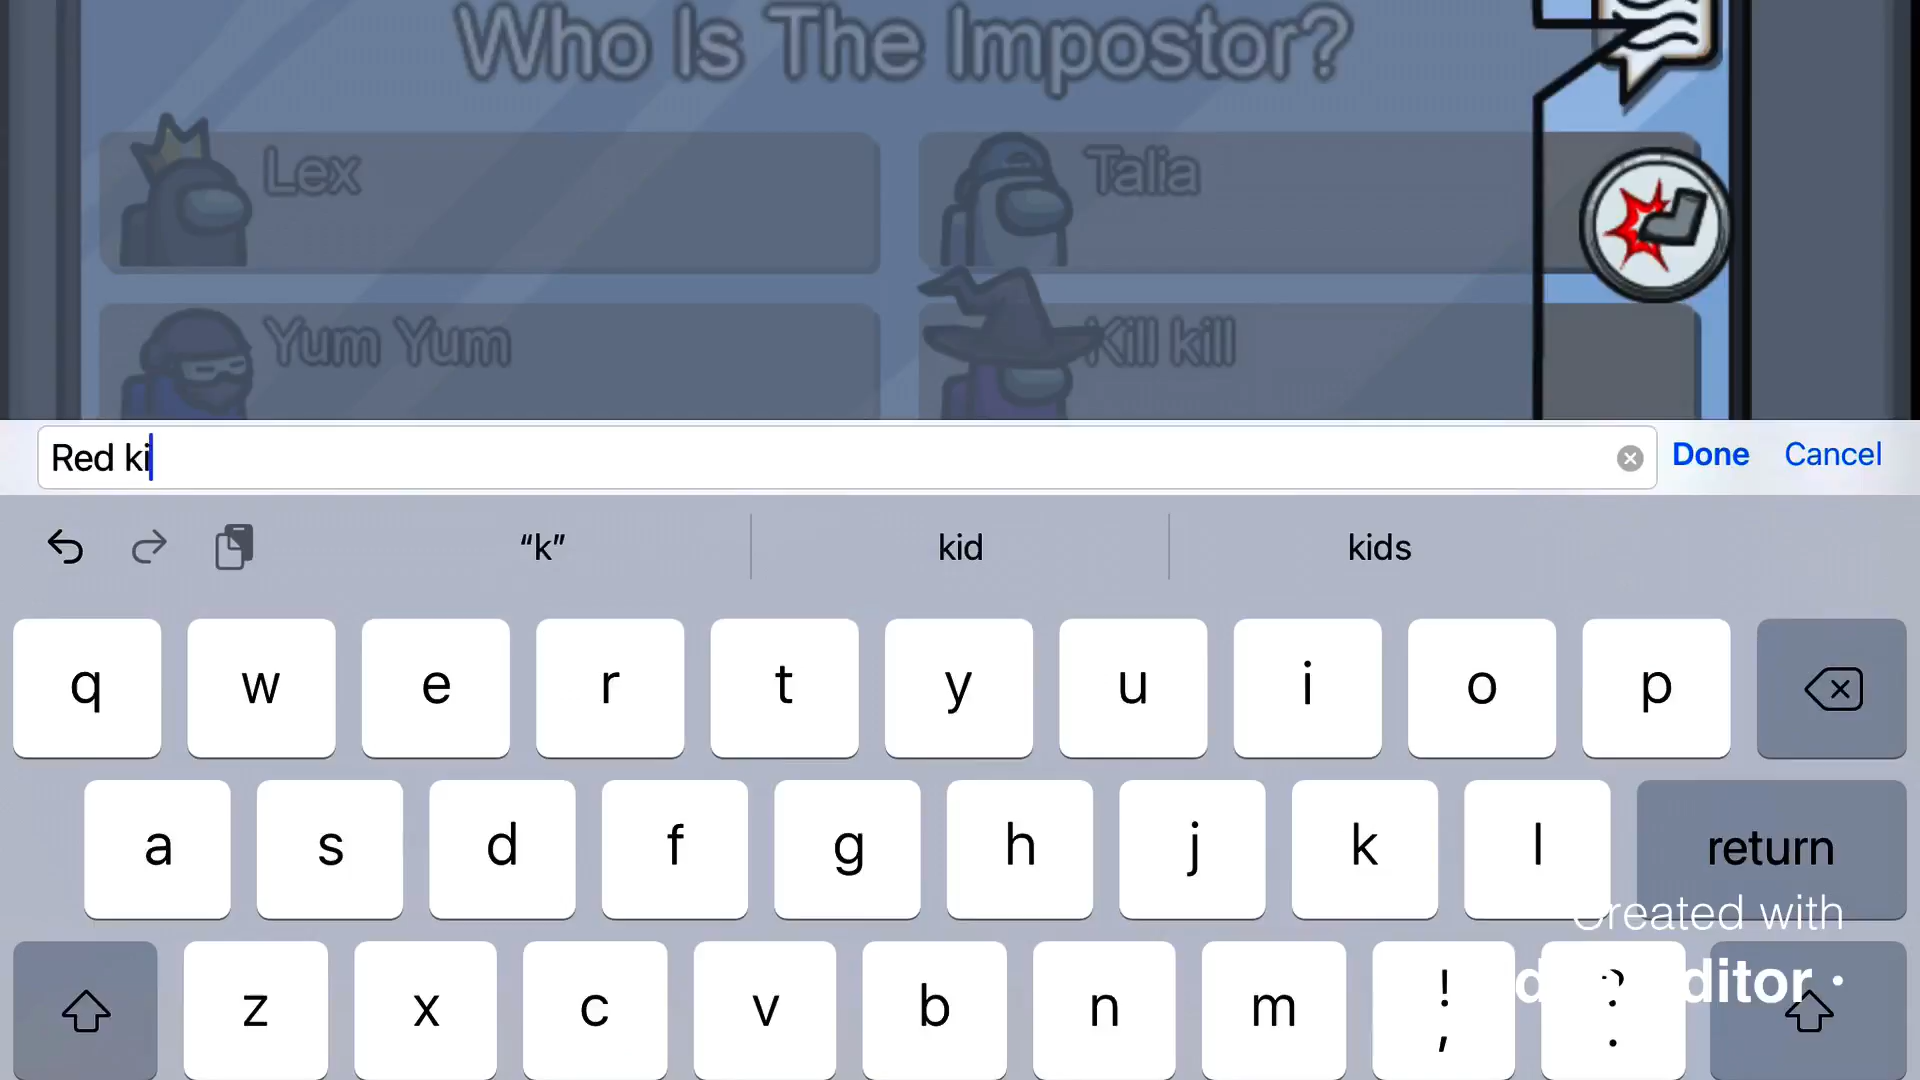 Who Is The Impostor?
Lex
Talia
Yum Yum
Kill kill
Red ki
Done
Cancel
“k”
kid
kids
q w e r t y u i o p
a s d f g h j k l
return
z x c v b n m ! , ? .
Created with